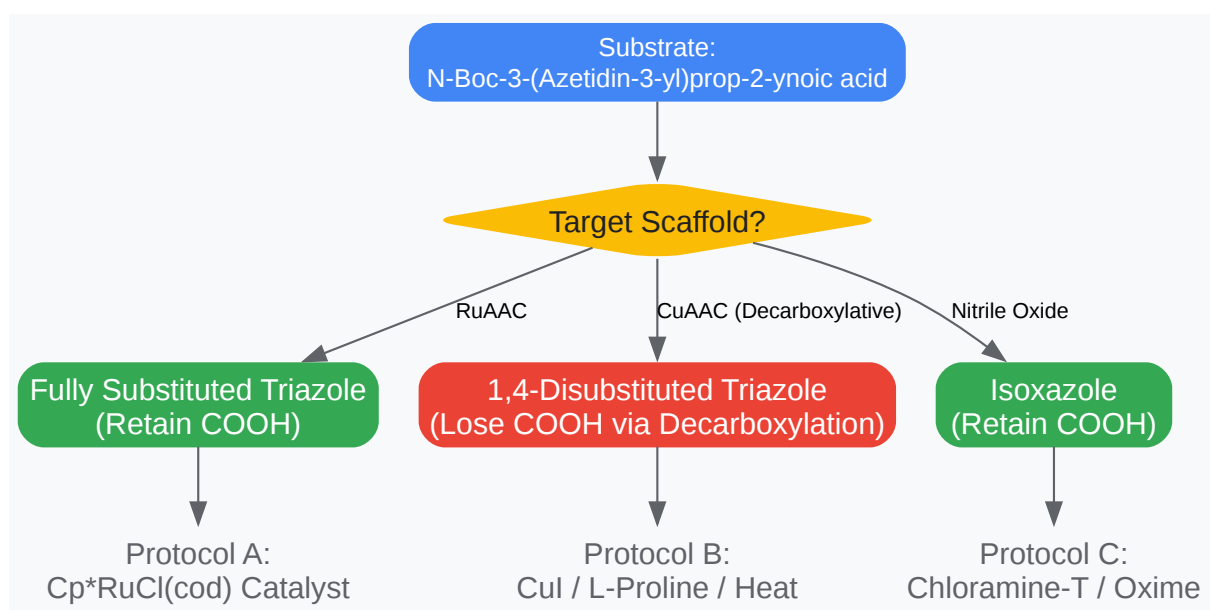 Substrate:
N-Boc-3-(Azetidin-3-yl)prop-2-ynoic acid
Target Scaffold?
RuAAC
CuAAC (Decarboxylative)
Nitrile Oxide
Fully Substituted Triazole
(Retain COOH)
1,4-Disubstituted Triazole
(Lose COOH via Decarboxylation)
Isoxazole
(Retain COOH)
Protocol A:
Cp*RuCl(cod) Catalyst
Protocol B:
CuI / L-Proline / Heat
Protocol C:
Chloramine-T / Oxime